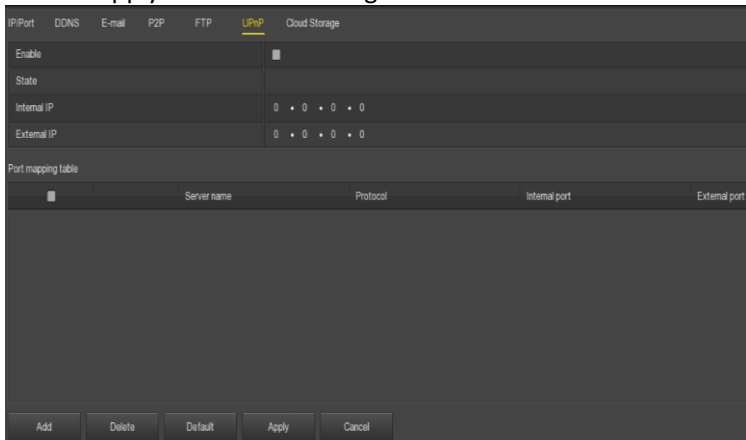 IP/Port DDNS E-mail P2P FTP UPnP Cloud Storage
Enable
State
Internal IP 0 . 0 . 0 . 0
External IP 0 . 0 . 0 . 0
Port mapping table
Server name Protocol Internal port External port
Add Delete Default Apply Cancel